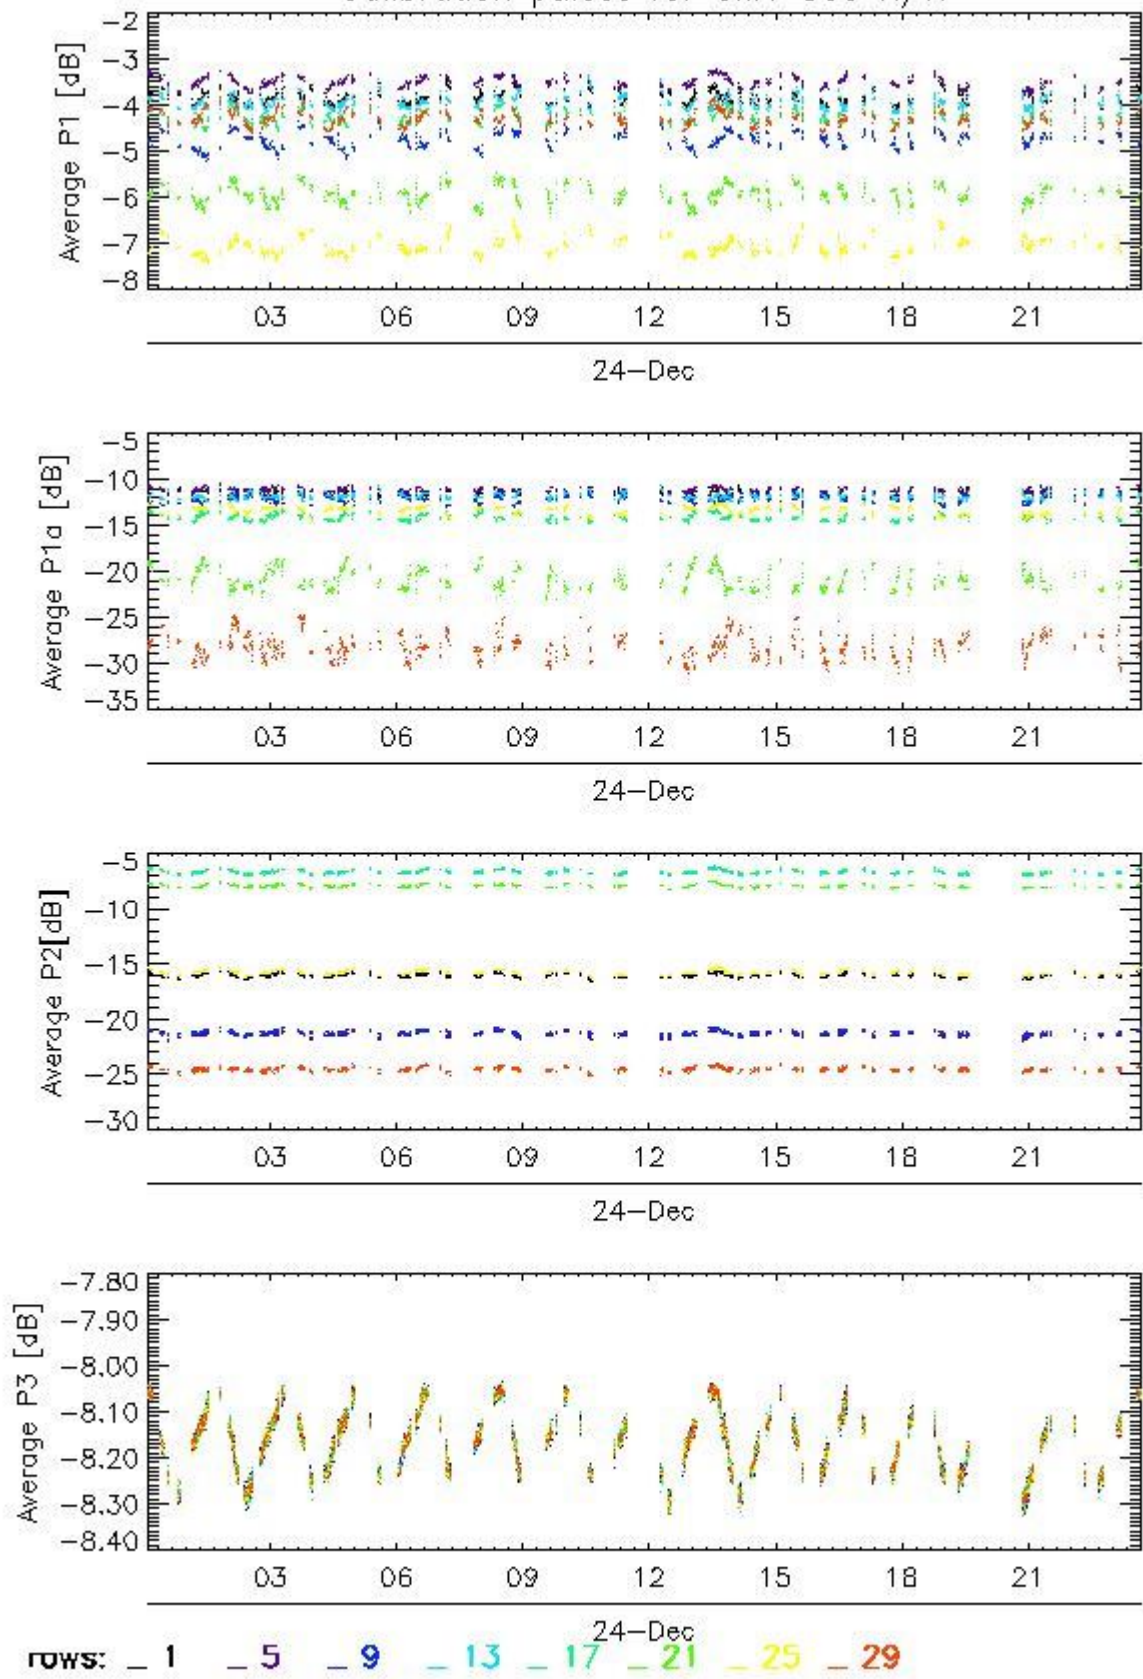 Average P1 [dB]
-2
-3
-4
-5
-6
-7
-8
03 06 09 12 15 18 21
24-Dec
Average P1a [dB]
-5
-10
-15
-20
-25
-30
-35
03 06 09 12 15 18 21
24-Dec
Average P2[dB]
-5
-10
-15
-20
-25
-30
03 06 09 12 15 18 21
24-Dec
Average P3 [dB]
-7.80
-7.90
-8.00
-8.10
-8.20
-8.30
-8.40
03 06 09 12 15 18 21
24-Dec
rows: _ 1 _ 5 _ 9 _ 13 _ 17 _ 21 _ 25 _ 29